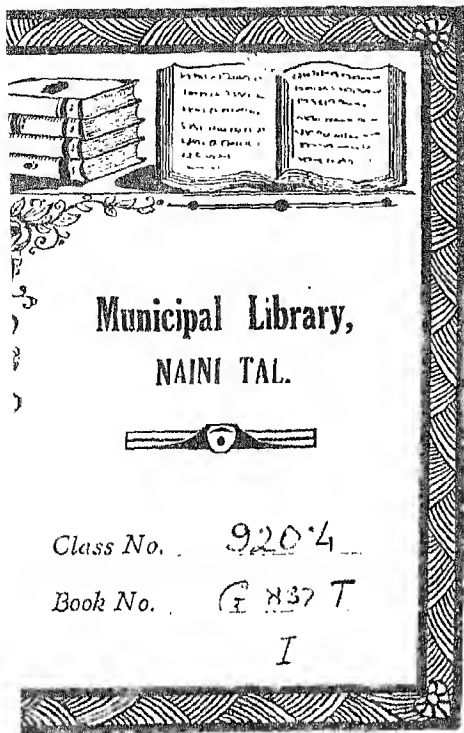 Municipal Library,
NAINI TAL.
Class No. 920.4
Book No. T
I